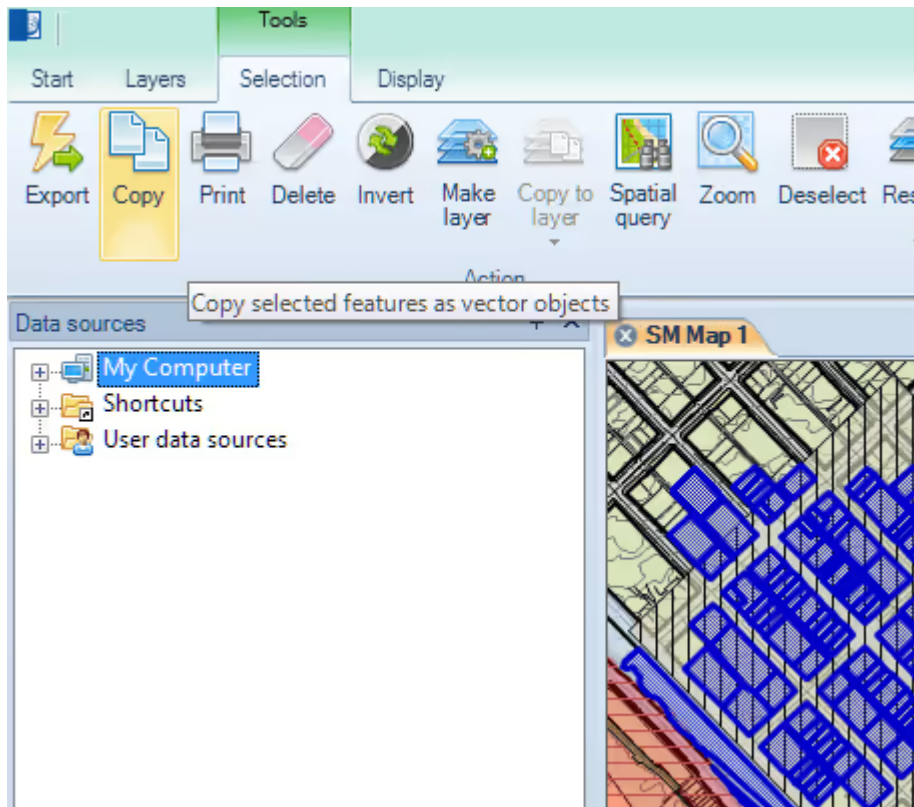 Tools
Start Layers Selection Display
Export Copy Print Delete Invert Make layer Copy to layer Spatial query Zoom Deselect
Action
Copy selected features as vector objects
Data sources
SM Map 1
My Computer
Shortcuts
User data sources